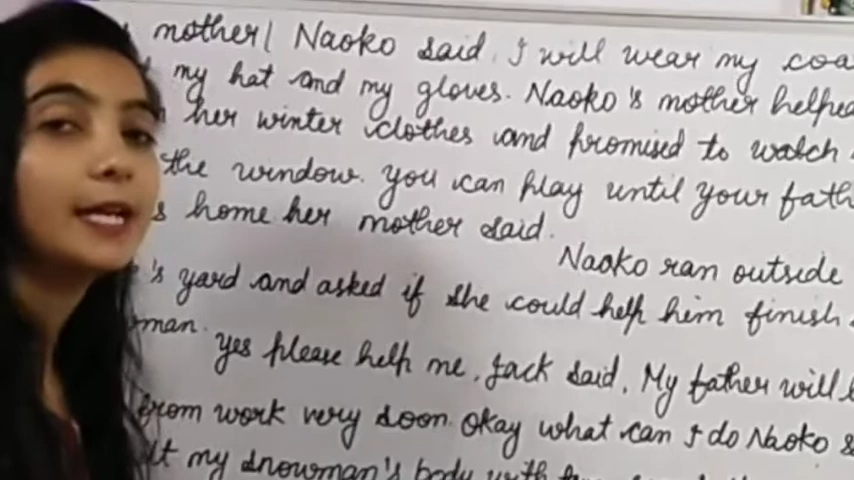 mother| Naoko said. I will wear my coa
my hat and my gloves. Naoko's mother helped
her winter clothes and promised to watch
the window. you can play until your fath
s home her mother said.
Naoko ran outside
's yard and asked if she could help him finish
man. yes please help me, Jack said. My father will
from work very soon. Okay what can I do Naoko s
lt my snowman's body with